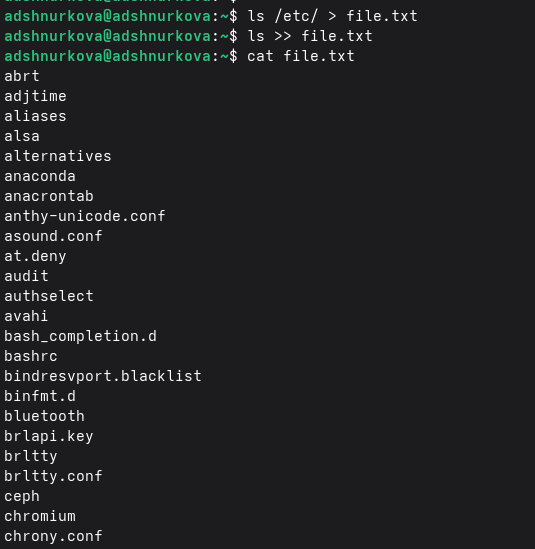 adshnurkova@adshnurkova:~$ ls /etc/ > file.txt
adshnurkova@adshnurkova:~$ ls >> file.txt
adshnurkova@adshnurkova:~$ cat file.txt
abrt
adjtime
aliases
alsa
alternatives
anaconda
anacrontab
anthy-unicode.conf
asound.conf
at.deny
audit
authselect
avahi
bash_completion.d
bashrc
bindresvport.blacklist
binfmt.d
bluetooth
brlapi.key
brltty
brltty.conf
ceph
chromium
chrony.conf